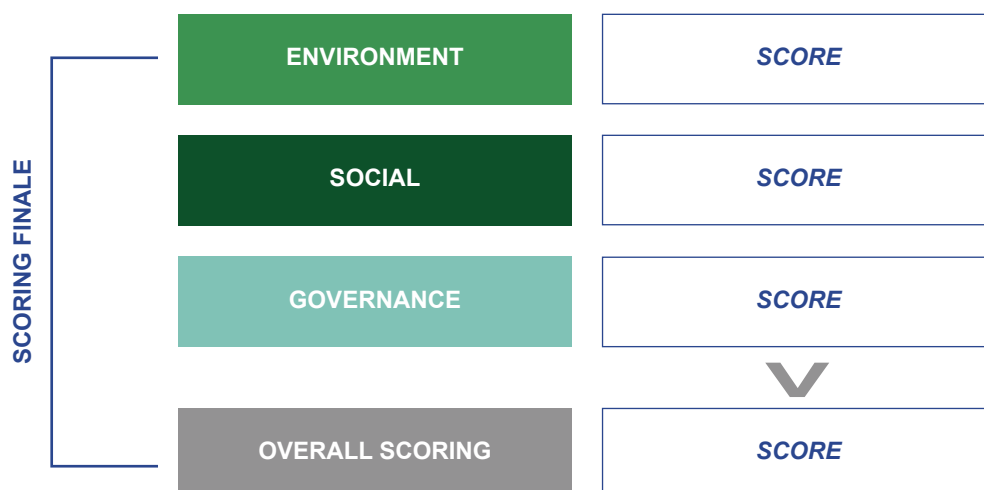 SCORING FINALE
ENVIRONMENT
SCORE
SOCIAL
SCORE
GOVERNANCE
SCORE
OVERALL SCORING
SCORE